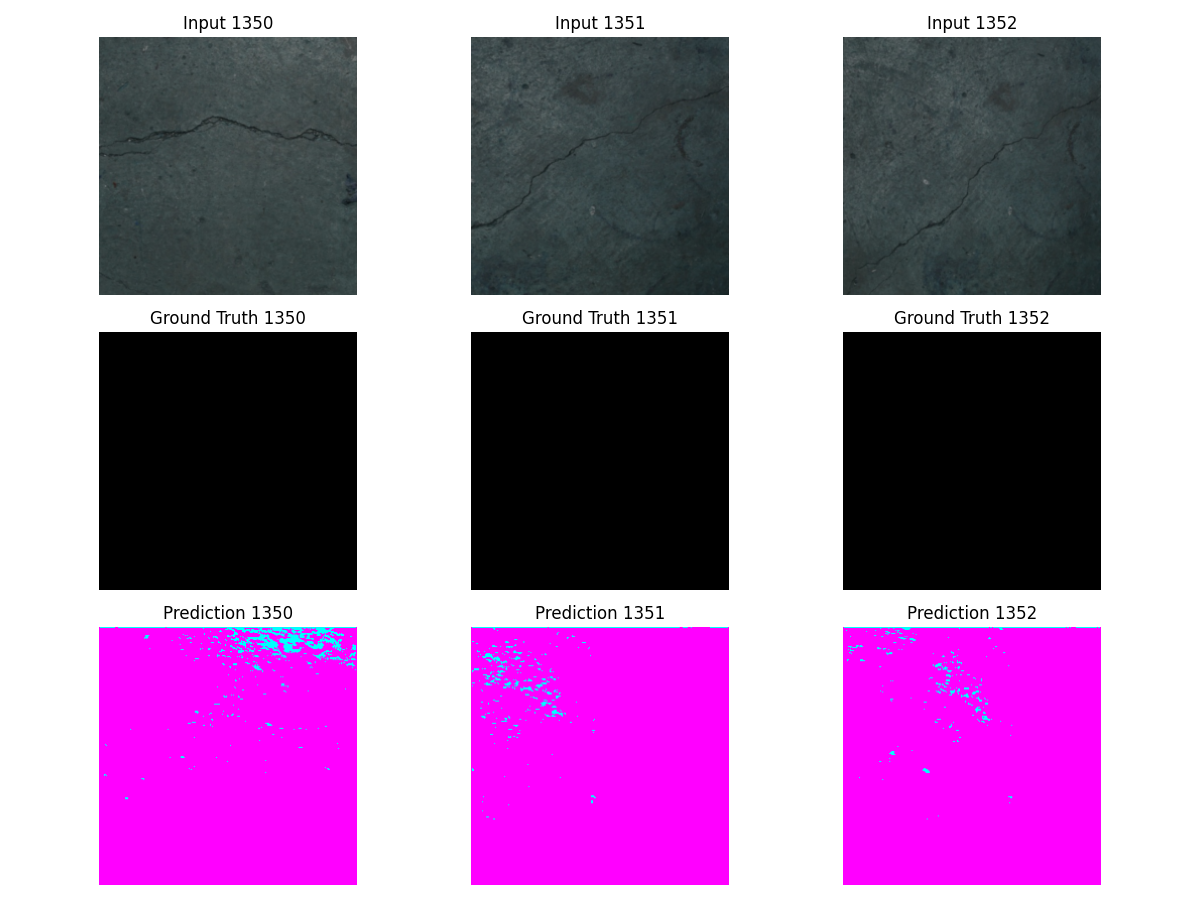 Input 1350
Input 1351
Input 1352
Ground Truth 1350
Ground Truth 1351
Ground Truth 1352
Prediction 1350
Prediction 1351
Prediction 1352